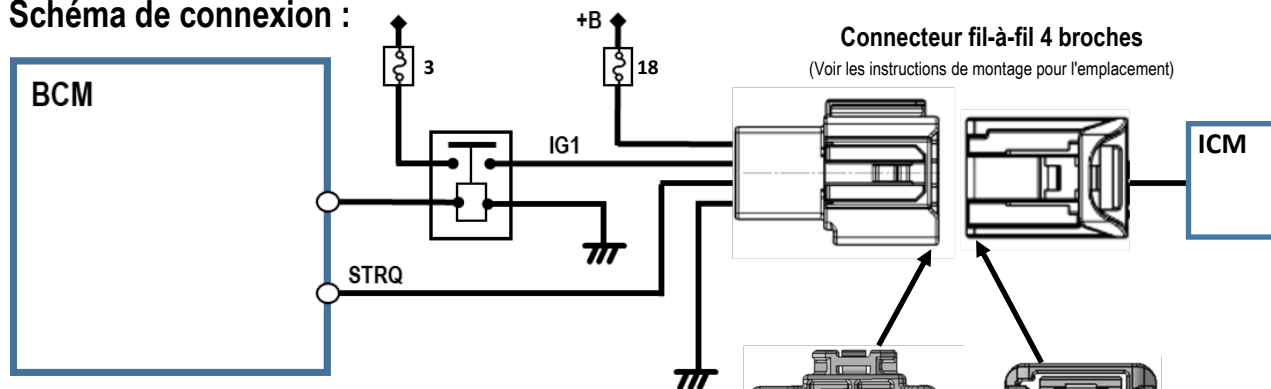 Schéma de connexion :
+B
Connecteur fil-à-fil 4 broches
(Voir les instructions de montage pour l'emplacement)
3
18
BCM
IG1
ICM
STRQ